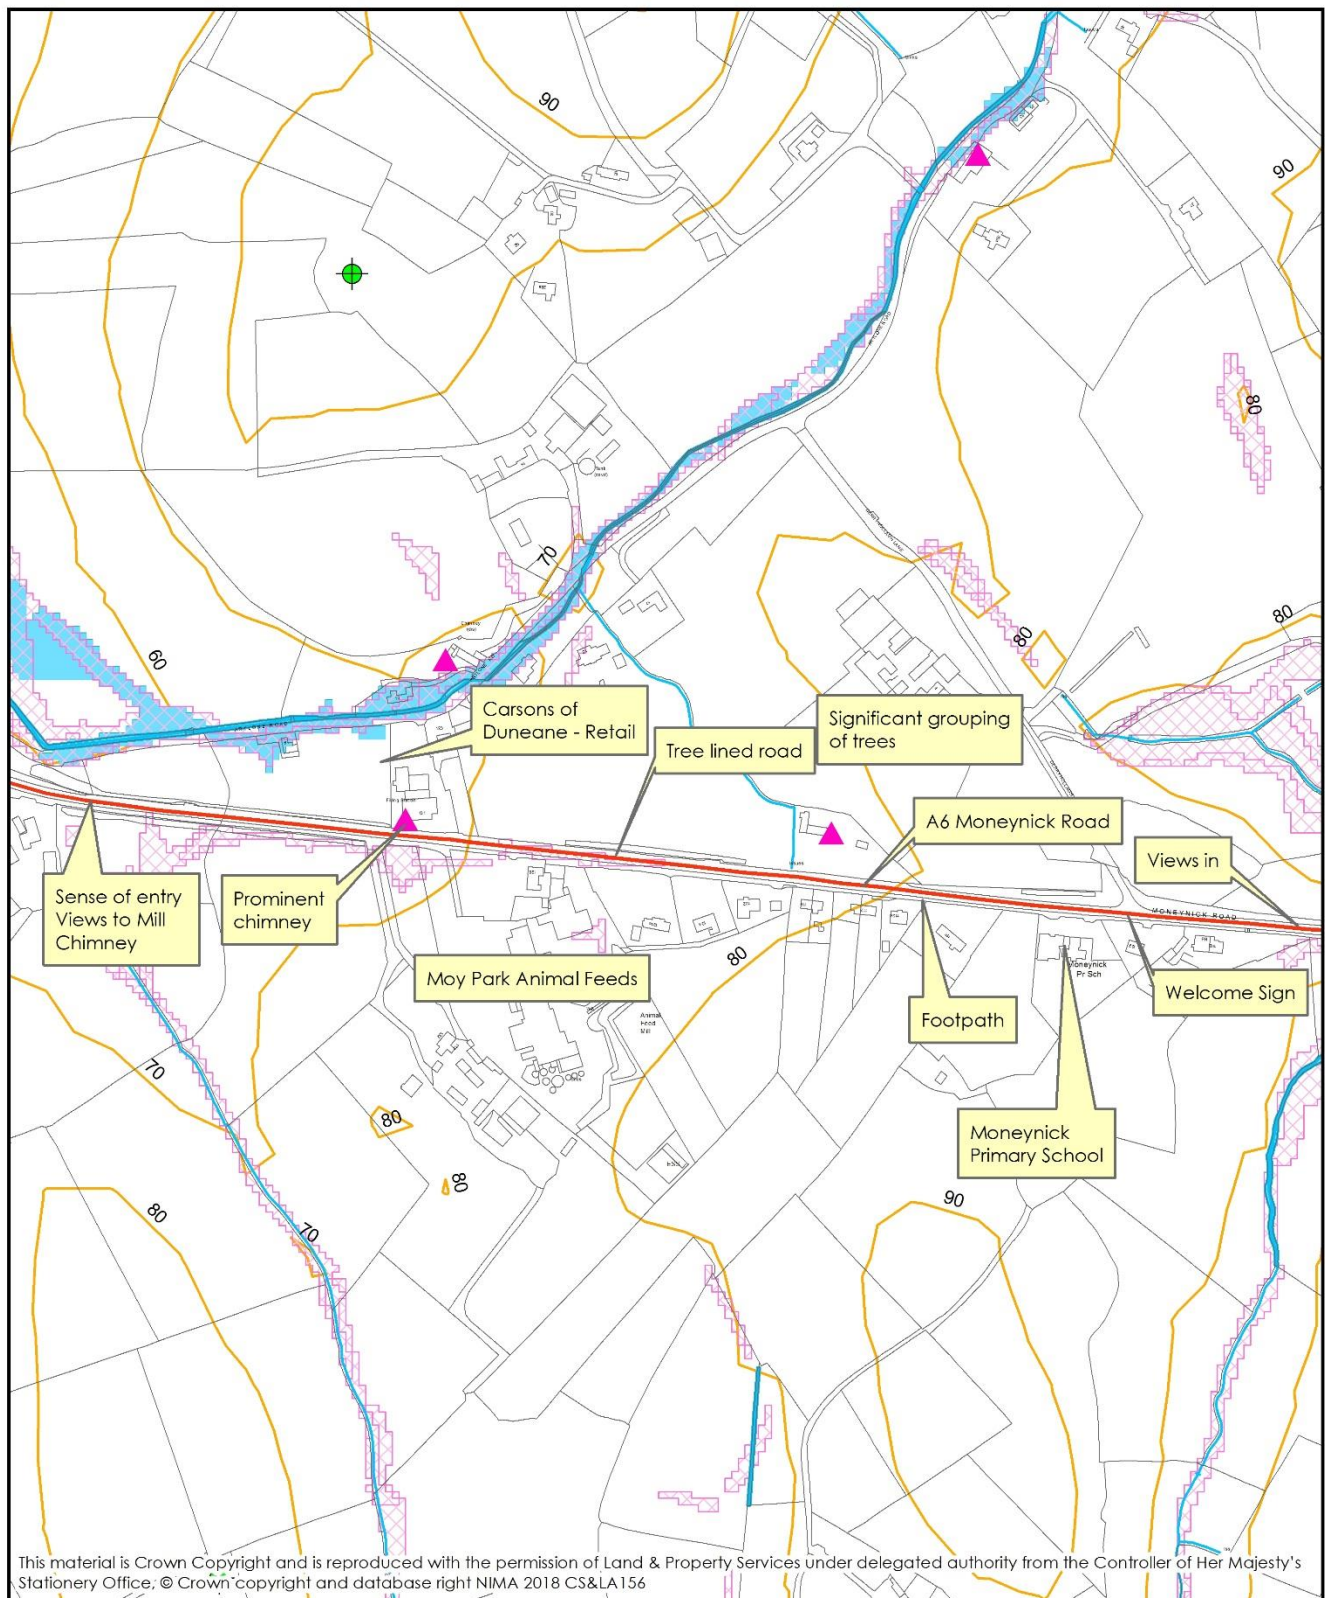 90
90
80
70
Carsons of
Duneane - Retail
Significant grouping
of trees
Tree lined road
80
80
60
A6 Moneynick Road
Views in
Sense of entry
Views to Mill
Chimney
Prominent
chimney
MONEYNICK ROAD
Moneynick
Pr Sch
80
Moy Park Animal Feeds
Welcome Sign
Footpath
Animal
Feed
Mill
70
80
Moneynick
Primary School
80
80
70
90
This material is Crown Copyright and is reproduced with the permission of Land & Property Services under delegated authority from the Controller of Her Majesty's
Stationery Office, © Crown copyright and database right NIMA 2018 CS&LA156